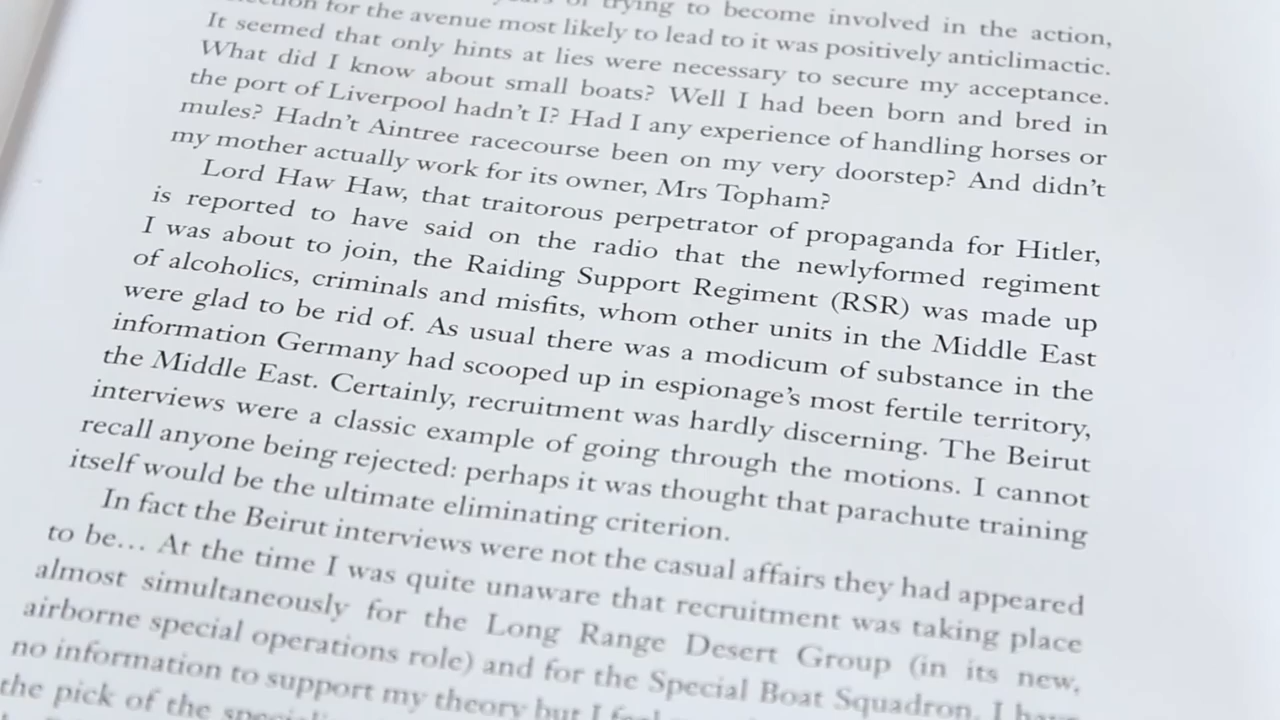 of trying to become involved in the action,
for the avenue most likely to lead to it was positively anticlimactic.
It seemed that only hints at lies were necessary to secure my acceptance.
What did I know about small boats? Well I had been born and bred in
the port of Liverpool hadn't I? Had I any experience of handling horses or
mules? Hadn't Aintree racecourse been on my very doorstep? And didn't
my mother actually work for its owner, Mrs Topham?
Lord Haw Haw, that traitorous perpetrator of propaganda for Hitler,
is reported to have said on the radio that the newlyformed regiment
I was about to join, the Raiding Support Regiment (RSR) was made up
of alcoholics, criminals and misfits, whom other units in the Middle East
were glad to be rid of. As usual there was a modicum of substance in the
information Germany had scooped up in espionage's most fertile territory,
the Middle East. Certainly, recruitment was hardly discerning. The Beirut
interviews were a classic example of going through the motions. I cannot
recall anyone being rejected: perhaps it was thought that parachute training
itself would be the ultimate eliminating criterion.
In fact the Beirut interviews were not the casual affairs they had appeared
to be... At the time I was quite unaware that recruitment was taking place
almost simultaneously for the Long Range Desert Group (in its new,
airborne special operations role) and for the Special Boat Squadron. I have
no information to support my theory but I
the pick of the